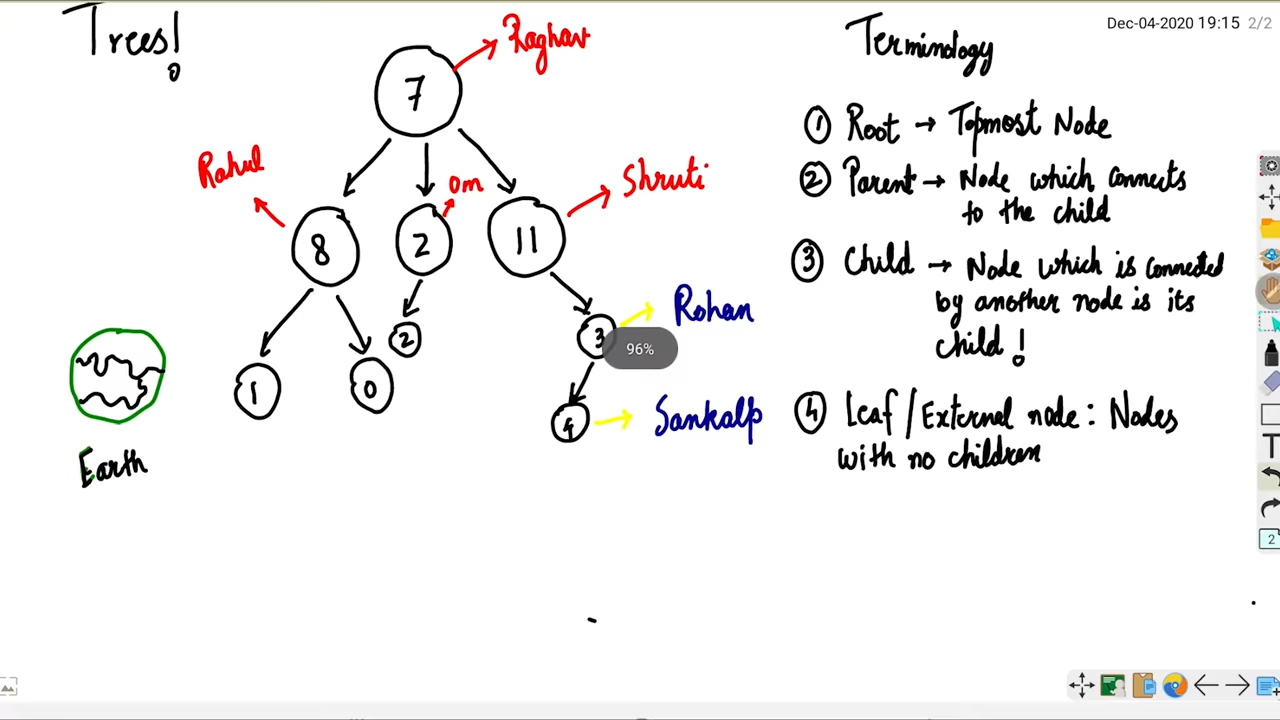 Trees!
Dec-04-2020 19:15 2/2
Raghav
7
Terminology
① Root → Topmost Node
② Parent → Node which connects
to the child
③ Child → Node which is connected
by another node is its
child!
④ Leaf/External node: Nodes
with no children
Rahul
Om
Shruti
8
2
11
Rohan
2
3
96%
1
0
Sankalp
4
Earth
T
2